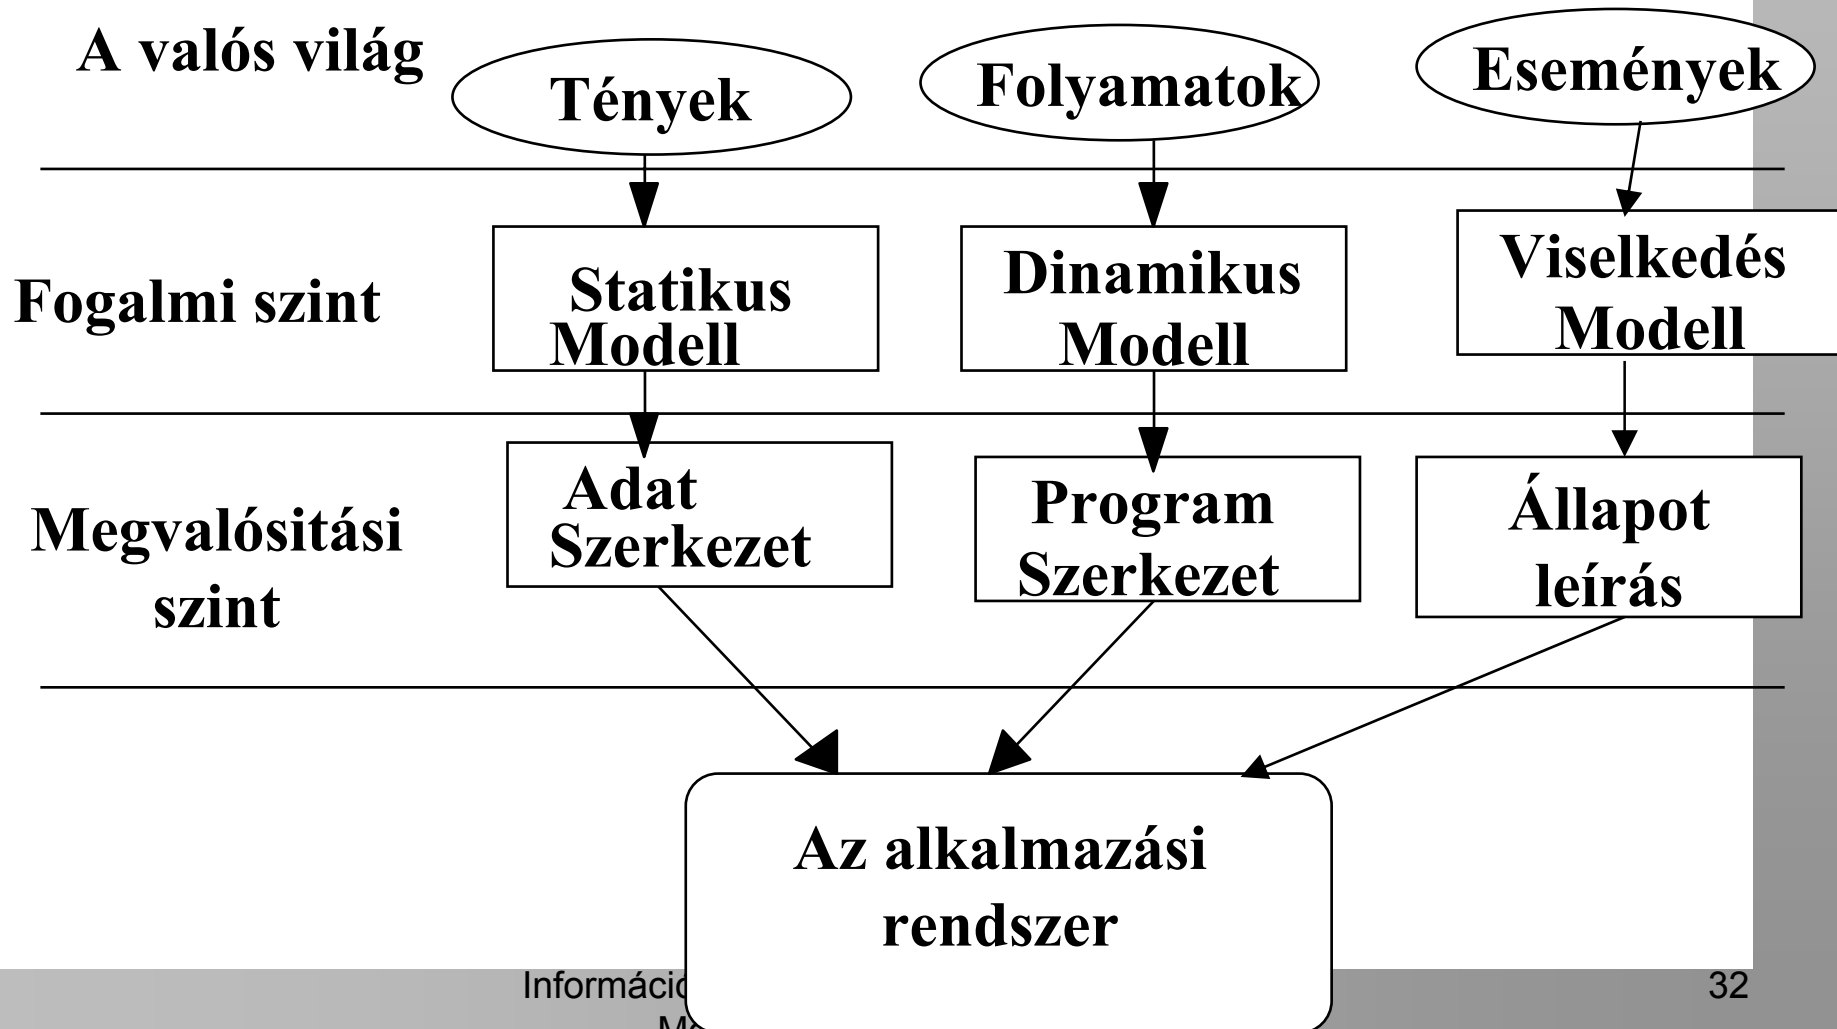 A valós világ
Tények
Folyamatok
Események
Fogalmi szint
Statikus
Modell
Dinamikus
Modell
Viselkedés
Modell
Megvalósitási
szint
Adat
Szerkezet
Program
Szerkezet
Állapot
leírás
Az alkalmazási
rendszer
32